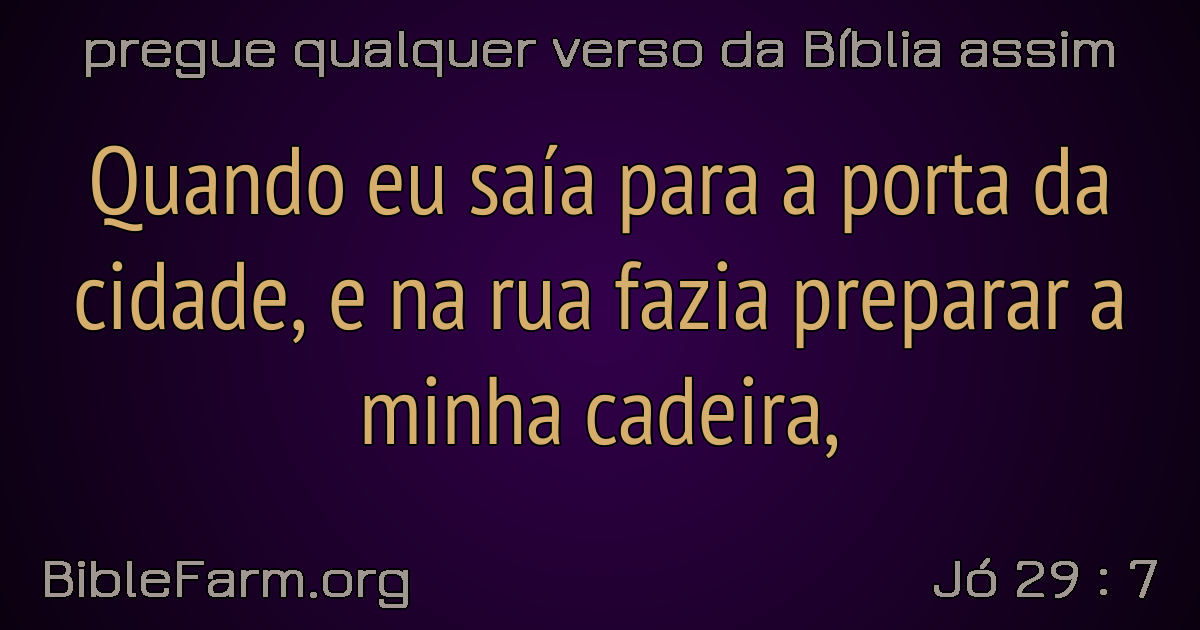 pregue qualquer verso da Bíblia assim
Quando eu saía para a porta da
cidade, e na rua fazia preparar a
minha cadeira,
BibleFarm.org
Jó 29 : 7